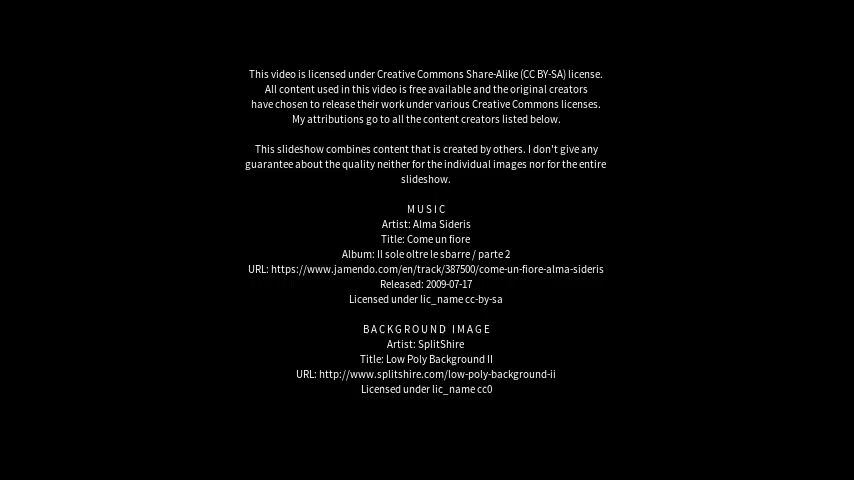 This video is licensed under Creative Commons Share-Alike (CC BY-SA) license.
All content used in this video is free available and the original creators
have chosen to release their work under various Creative Commons licenses.
My attributions go to all the content creators listed below.
This slideshow combines content that is created by others. I don't give any
guarantee about the quality neither for the individual images nor for the entire
slideshow.
MUSIC
Artist: Alma Sideris
Title: Come un fiore
Album: Il sole oltre le sbarre / parte 2
URL: https://www.jamendo.com/en/track/387500/come-un-fiore-alma-sideris
Released: 2009-07-17
Licensed under lic_name cc-by-sa
BACKGROUND IMAGE
Artist: SplitShire
Title: Low Poly Background II
URL: http://www.splitshire.com/low-poly-background-ii
Licensed under lic_name cc0